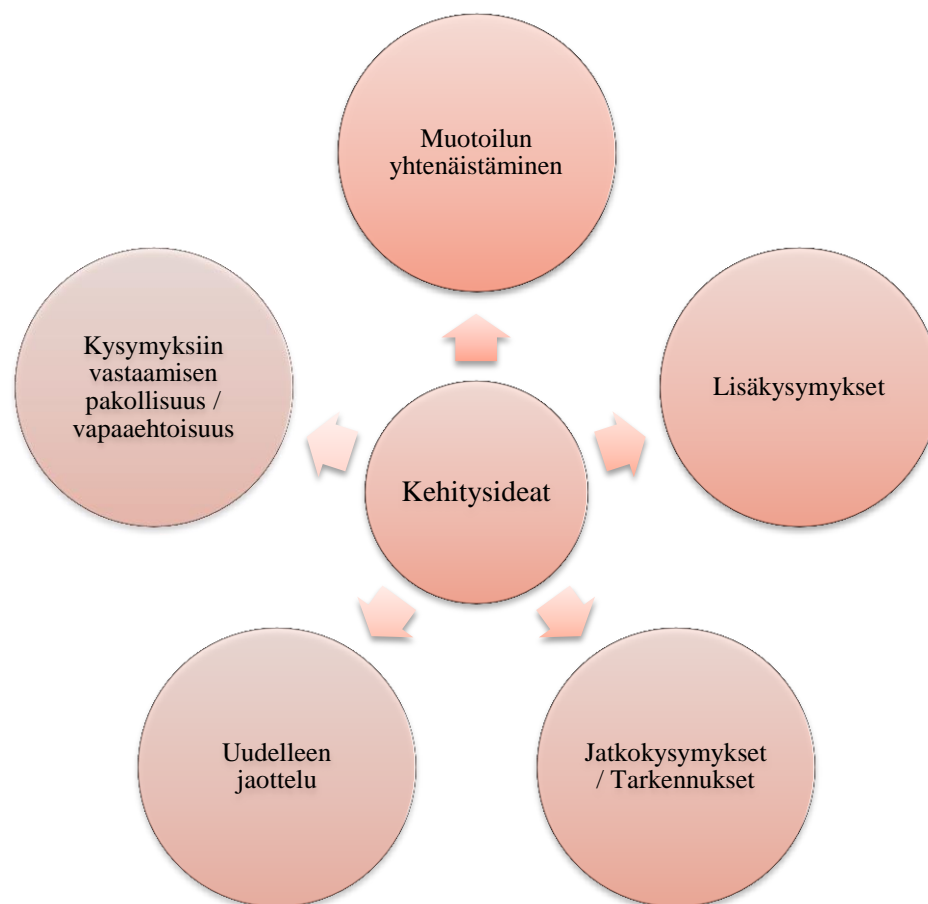 Muotoilun
yhtenäistäminen
Kysymyksiin
vastaamisen
pakollisuus /
vapaaehtoisuus
Lisäkysymykset
Kehitysideat
Uudelleen
jaottelu
Jatkokysymykset
/ Tarkennukset